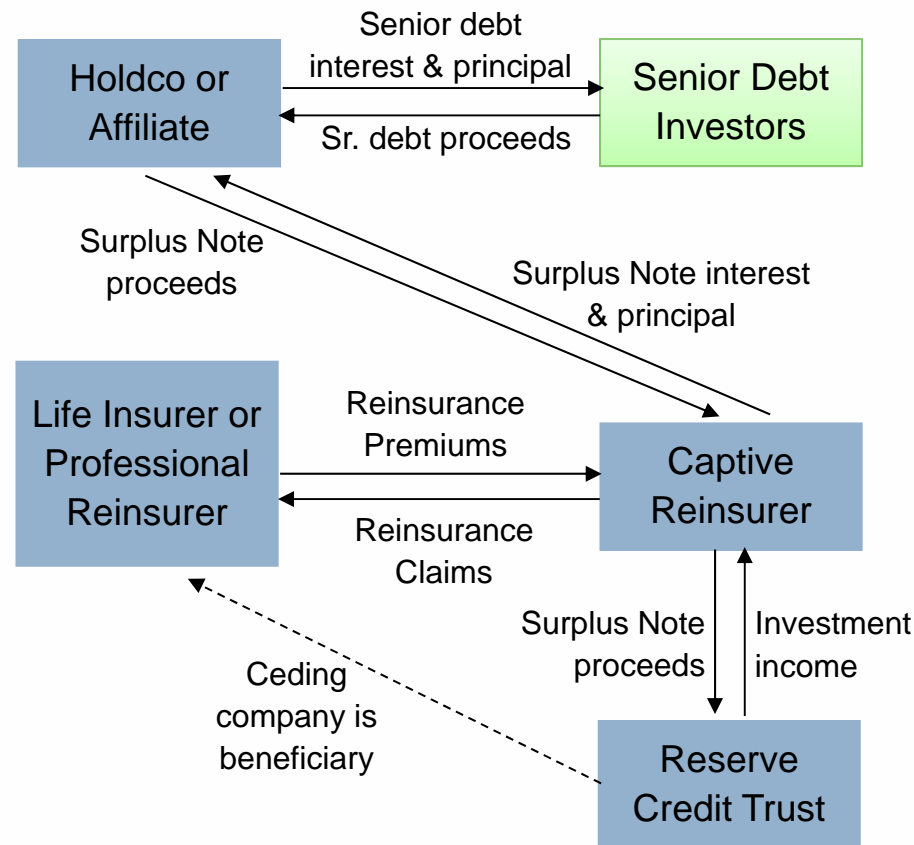 Holdco or
Affiliate
Senior debt
interest & principal
Sr. debt proceeds
Senior Debt
Investors
Surplus Note
proceeds
Surplus Note interest
& principal
Life Insurer or
Professional
Reinsurer
Reinsurance
Premiums
Reinsurance
Claims
Captive
Reinsurer
Surplus Note
proceeds
Investment
income
Ceding
company is
beneficiary
Reserve
Credit Trust